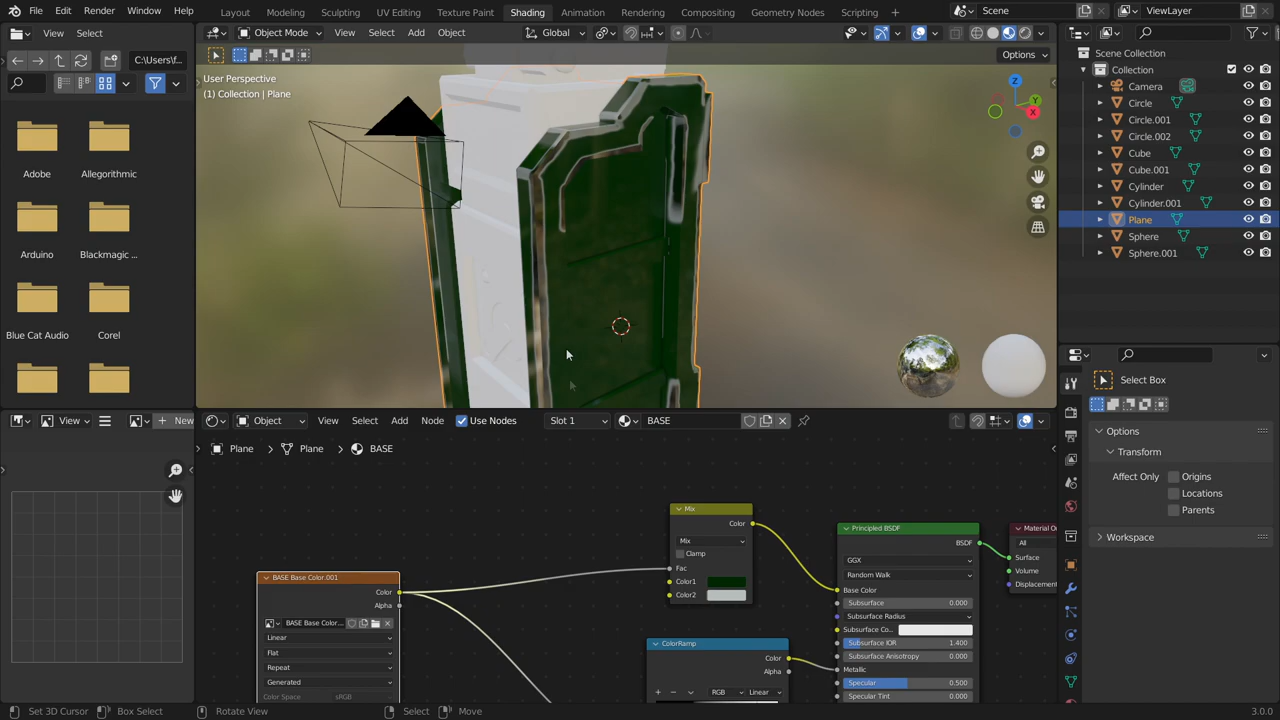 File Edit Render Window Help Layout Modeling Sculpting UV Editing Texture Paint Shading Animation Rendering Compositing Geometry Nodes Scripting Scene ViewLayer
View Select Object Mode View Select Add Object Global
C:\Users\f... Options
User Perspective
(1) Collection | Plane
Adobe Allegorithmic
Arduino Blackmagic ...
Blue Cat Audio Corel
X
Y
Z
Scene Collection
Collection
Camera
Circle
Circle.001
Circle.002
Cube
Cube.001
Cylinder
Cylinder.001
Plane
Sphere
Sphere.001
Select Box
Options
Transform
Affect Only Origins
Locations
Parents
Workspace
View New Object View Select Add Node Use Nodes Slot 1 BASE
Plane > Plane > BASE
BASE Base Color.001
Color
Alpha
BASE Base Color...
Linear
Flat
Repeat
Generated
Color Space sRGB
Mix
Color
Mix
Clamp
Fac
Color1
Color2
ColorRamp
Color
Alpha
RGB Linear
Principled BSDF
BSDF
GGX
Random Walk
Base Color
Subsurface 0.000
Subsurface Radius
Subsurface Co...
Subsurface IOR 1.400
Subsurface Anisotropy 0.000
Metallic
Specular 0.500
Specular Tint 0.000
Material Ou
All
Surface
Volume
Displacement
Set 3D Cursor Box Select Rotate View Select Move 3.0.0